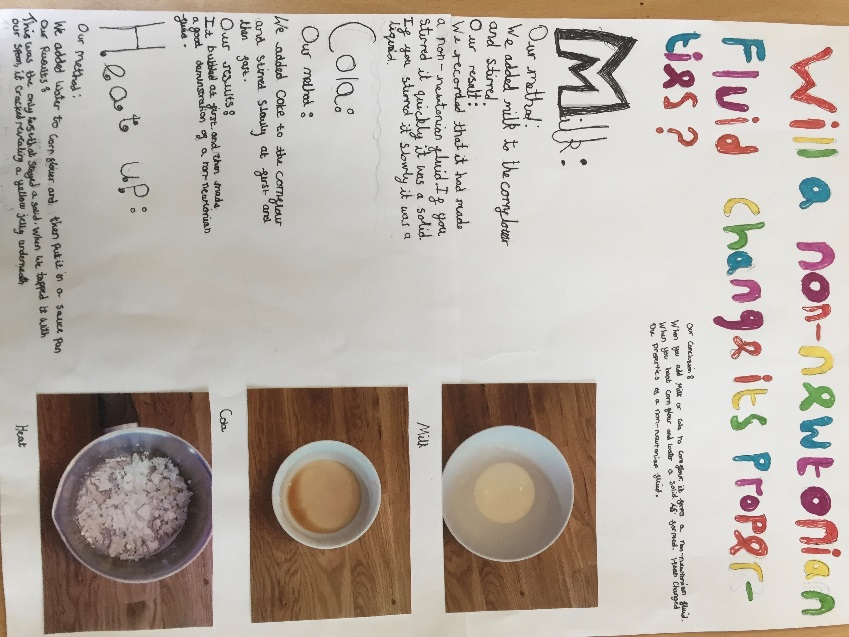 Will a non-newtonian
Fluid change its proper-
ties?
Our Conclusion:
When you add Milk or Cola to corn flour it forms a non-newtonian fluid.
When you heat corn flour and water a solid is formed. Heat changed
the properties of a non-newtonian fluid.
Milk:
Our method:
We added milk to the cornflower
and stirred
Our result:
We recorded that it had made
a non-newtonian fluid If you
stirred it quickly it was a solid
If you stirred it slowly it was a
liquid.
Milk
Cola:
Our method:
We added Coke to the cornflour
and stirred slowly at first and
then fast.
Our results:
It bubbled at first and then made
a good demonstration of a non-newtonian
fluid.
Cola
Heat up:
Our method:
We added water to corn flour and then put it in a sauce pan
Our Results:
This was the only test that stayed a solid. When we tapped it with
our spoon, it cracked revealing a yellow jelly underneath
Heat